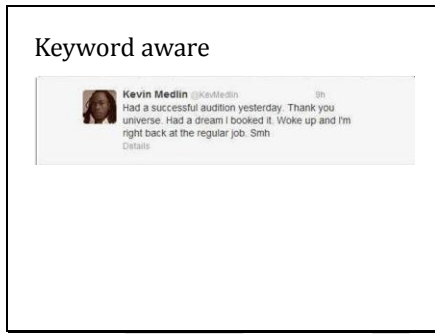 Keyword aware
Kevin Medlin @KevMedlin 9h
Had a successful audition yesterday. Thank you
universe. Had a dream I booked it. Woke up and I'm
right back at the regular job. Smh
Details